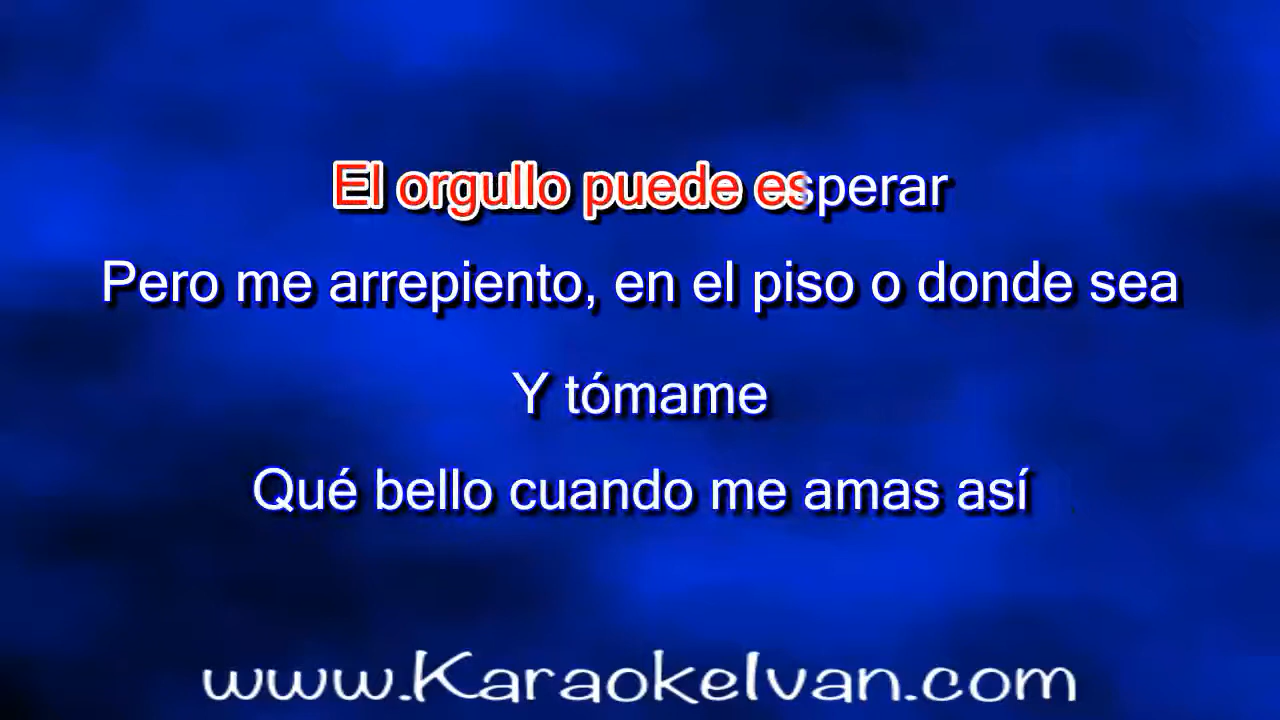 El orgullo puede esperar
Pero me arrepiento, en el piso o donde sea
Y tómame
Qué bello cuando me amas así
www.KaraokeIvan.com